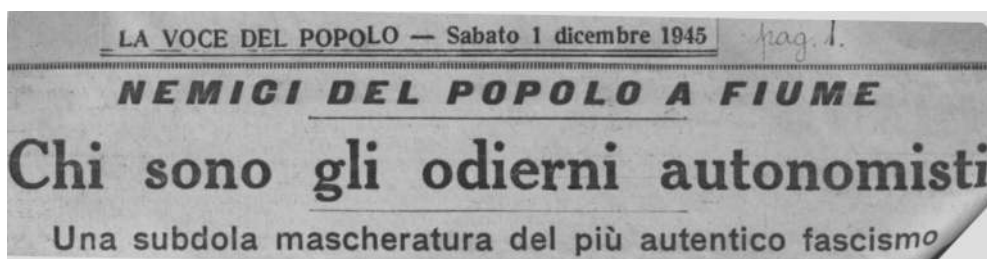 LA VOCE DEL POPOLO — Sabato 1 dicembre 1945 pag. 1.
NEMICI DEL POPOLO A FIUME
Chi sono gli odierni autonomisti
Una subdola mascheratura del più autentico fascismo